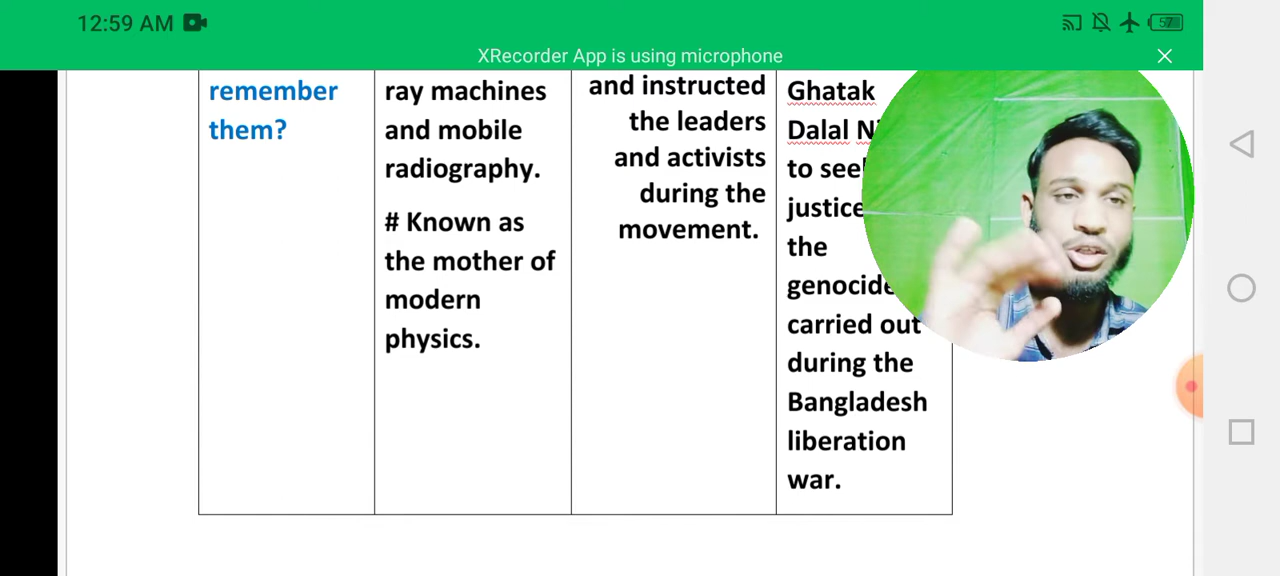 12:59 AM
57
XRecorder App is using microphone
remember
them?
ray machines
and mobile
radiography.
# Known as
the mother of
modern
physics.
and instructed
the leaders
and activists
during the
movement.
Ghatak
Dalal
to
justice
the
genocide
carried out
during the
Bangladesh
liberation
war.